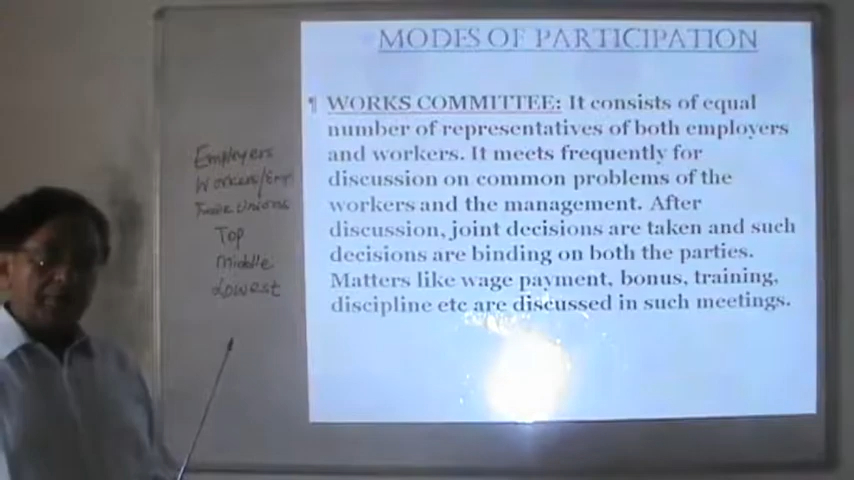 MODES OF PARTICIPATION
¶ WORKS COMMITTEE: It consists of equal
number of representatives of both employers
and workers. It meets frequently for
discussion on common problems of the
workers and the management. After
discussion, joint decisions are taken and such
decisions are binding on both the parties.
Matters like wage payment, bonus, training,
discipline etc are discussed in such meetings.
Employers
Workers/Emp
Trade Unions
Top
Middle
Lowest